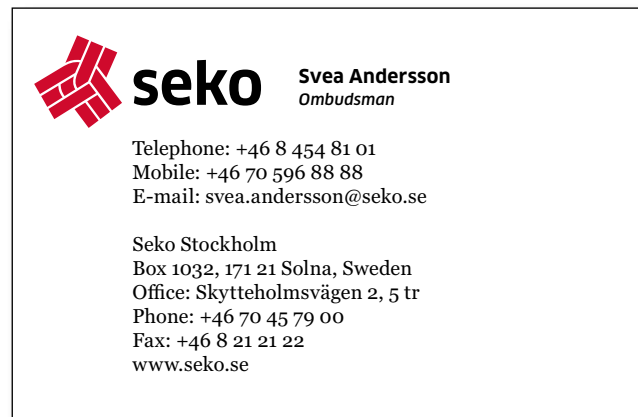 seko
Svea Andersson
Ombudsman
Telephone: +46 8 454 81 01
Mobile: +46 70 596 88 88
E-mail: svea.andersson@seko.se
Seko Stockholm
Box 1032, 171 21 Solna, Sweden
Office: Skytteholmsvägen 2, 5 tr
Phone: +46 70 45 79 00
Fax: +46 8 21 21 22
www.seko.se